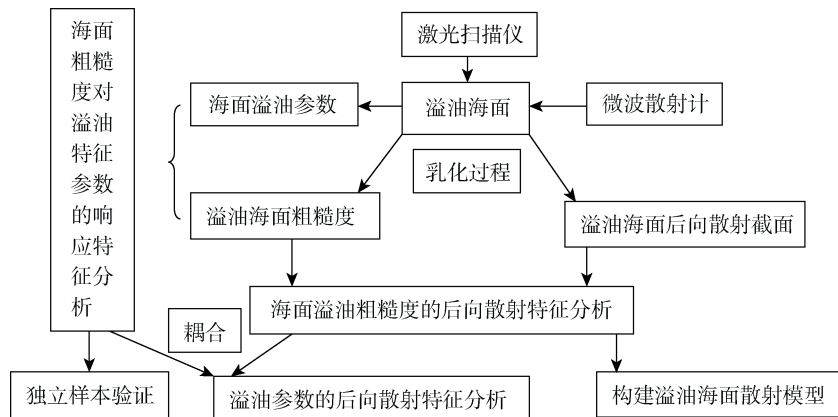 激光扫描仪
海面
粗糙
度对
溢油
特征
参数
的响
应特
征分
析
海面溢油参数
溢油海面
微波散射计
乳化过程
溢油海面粗糙度
溢油海面后向散射截面
海面溢油粗糙度的后向散射特征分析
耦合
独立样本验证
溢油参数的后向散射特征分析
构建溢油海面散射模型